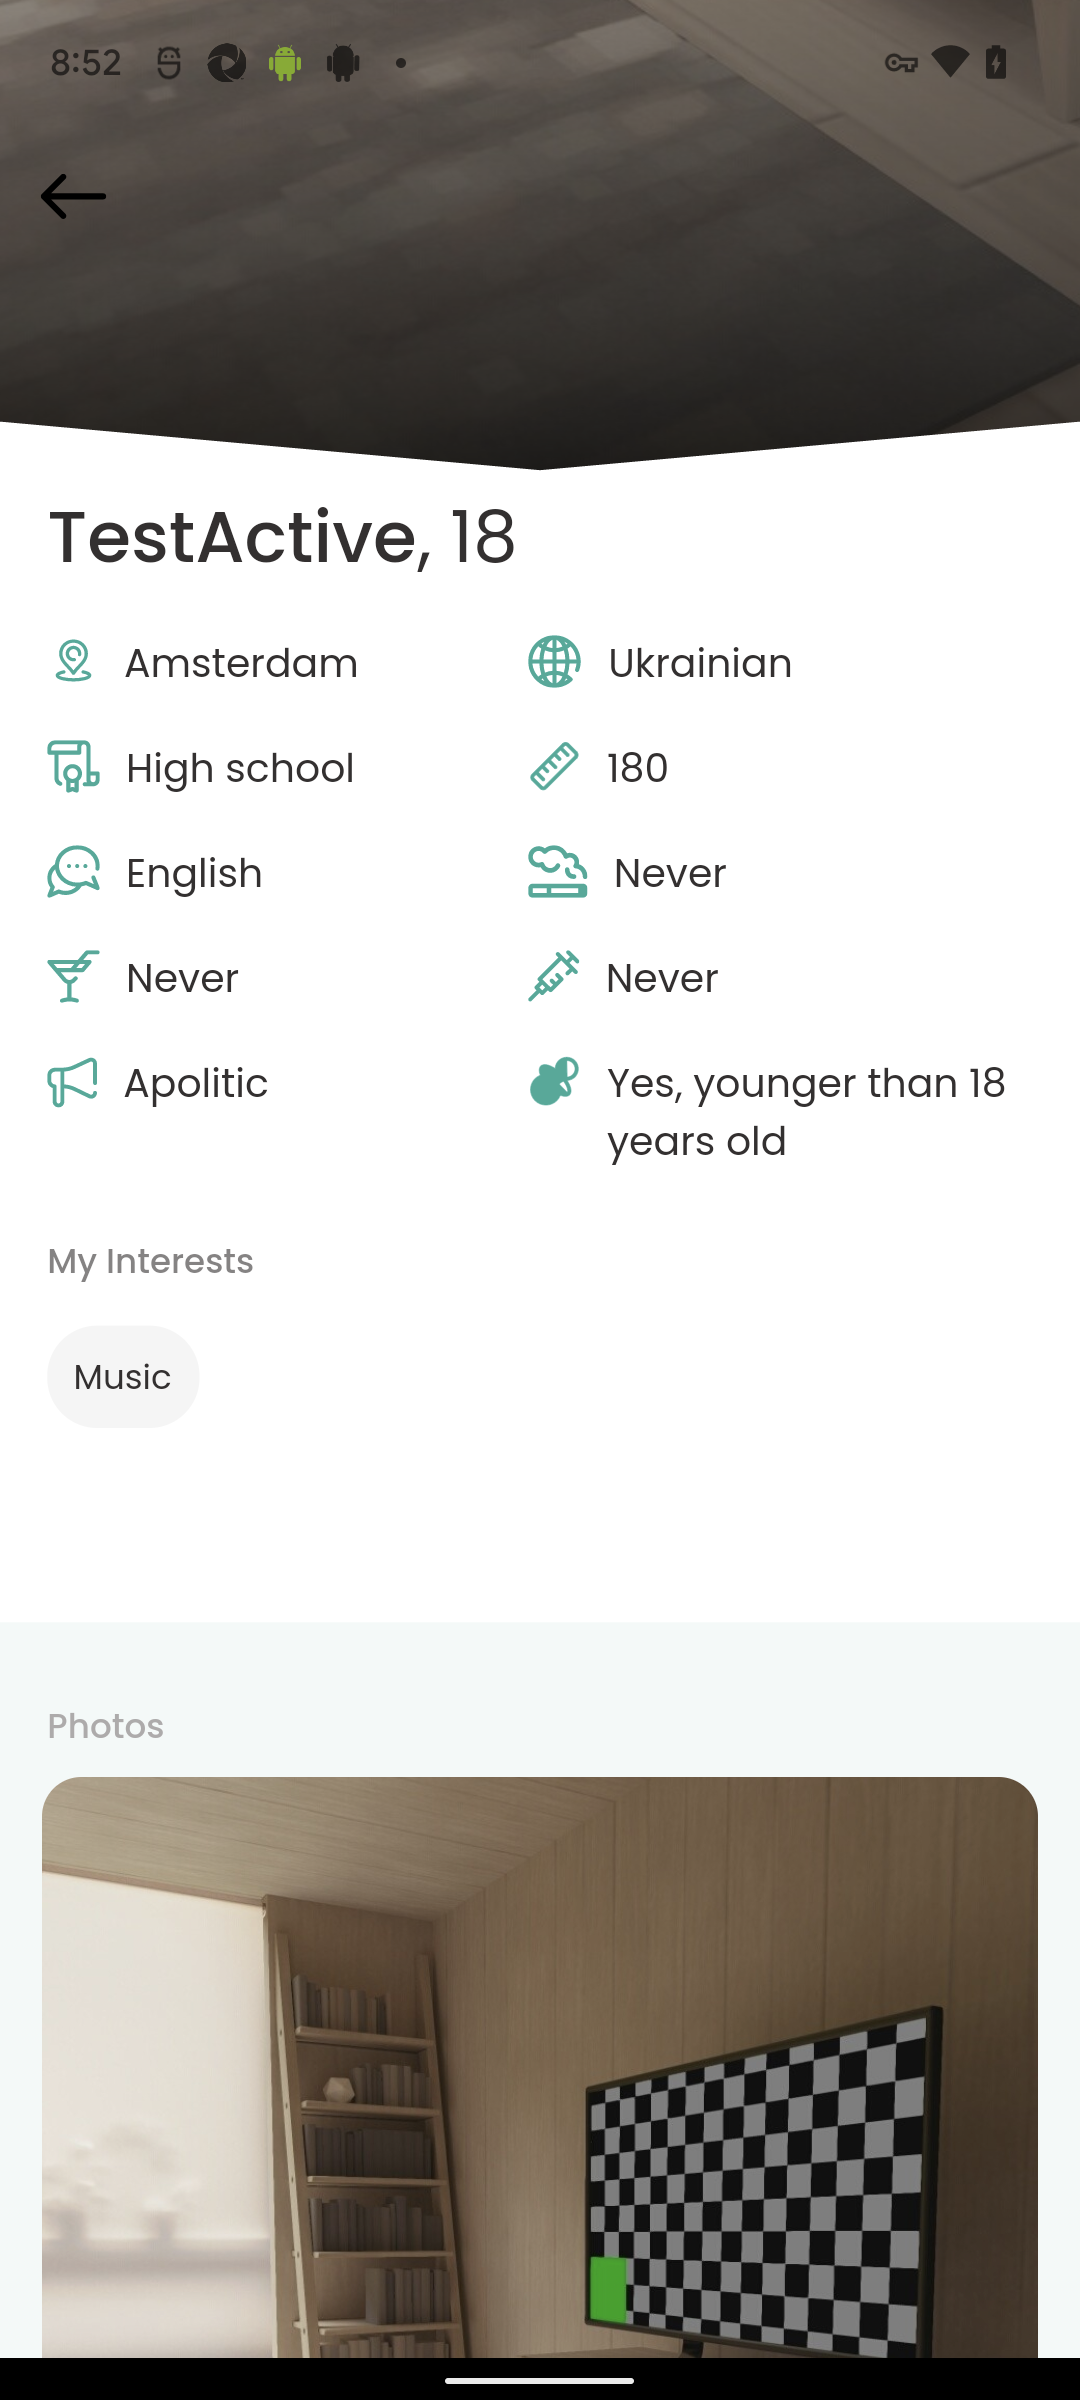 8:52
TestActive, 18
Amsterdam
Ukrainian
High school
180
English
Never
Never
Never
Apolitic
Yes, younger than 18
years old
My Interests
Music
Photos